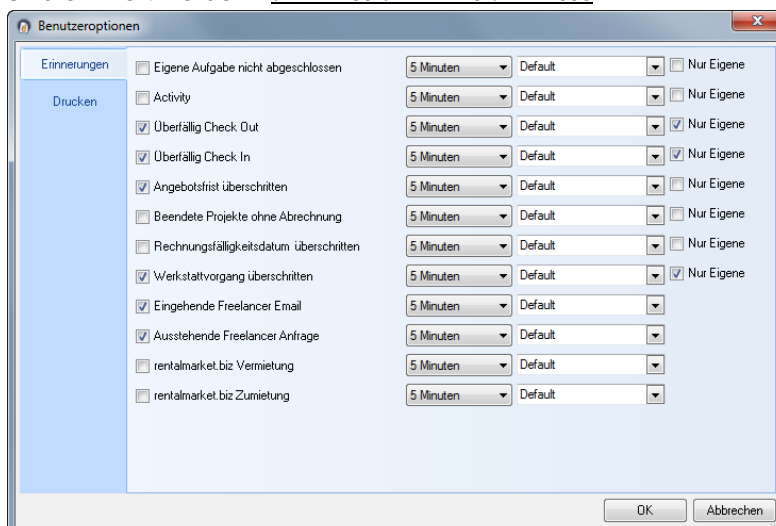 Benutzeroptionen
Erinnerungen
Drucken
Eigene Aufgabe nicht abgeschlossen 5 Minuten Default Nur Eigene
Activity 5 Minuten Default Nur Eigene
Überfällig Check Out 5 Minuten Default Nur Eigene
Überfällig Check In 5 Minuten Default Nur Eigene
Angebotsfrist überschritten 5 Minuten Default Nur Eigene
Beendete Projekte ohne Abrechnung 5 Minuten Default Nur Eigene
Rechnungsfälligkeitsdatum überschritten 5 Minuten Default Nur Eigene
Werkstattvorgang überschritten 5 Minuten Default Nur Eigene
Eingehende Freelancer Email 5 Minuten Default
Ausstehende Freelancer Anfrage 5 Minuten Default
rentalmarket.biz Vermietung 5 Minuten Default
rentalmarket.biz Zumietung 5 Minuten Default
OK Abbrechen